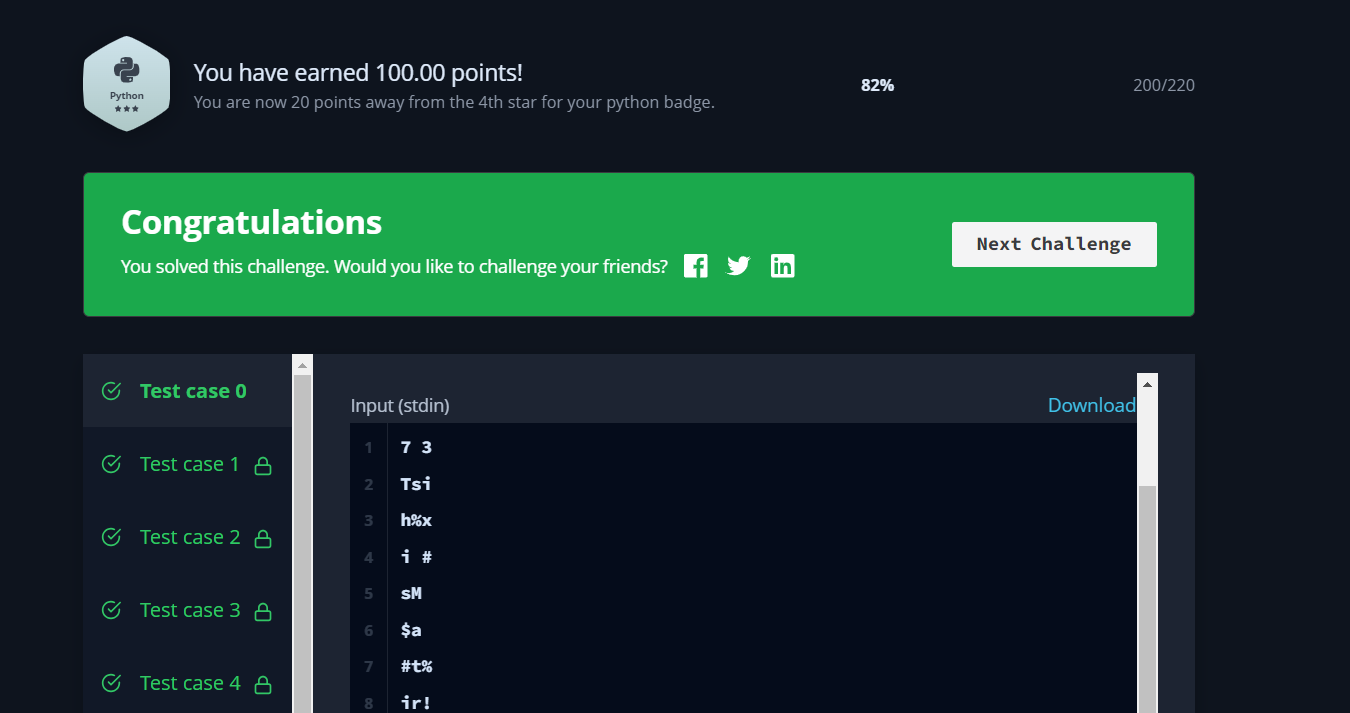 You have earned 100.00 points!
Python
You are now 20 points away from the 4th star for your python badge.
82%
200/220
Congratulations
You solved this challenge. Would you like to challenge your friends?
Next Challenge
Test case 0
Test case 1
Test case 2
Test case 3
Test case 4
Input (stdin)
Download
1 7 3
2 Tsi
3 h%x
4 i #
5 sM
6 $a
7 #t%
8 ir!